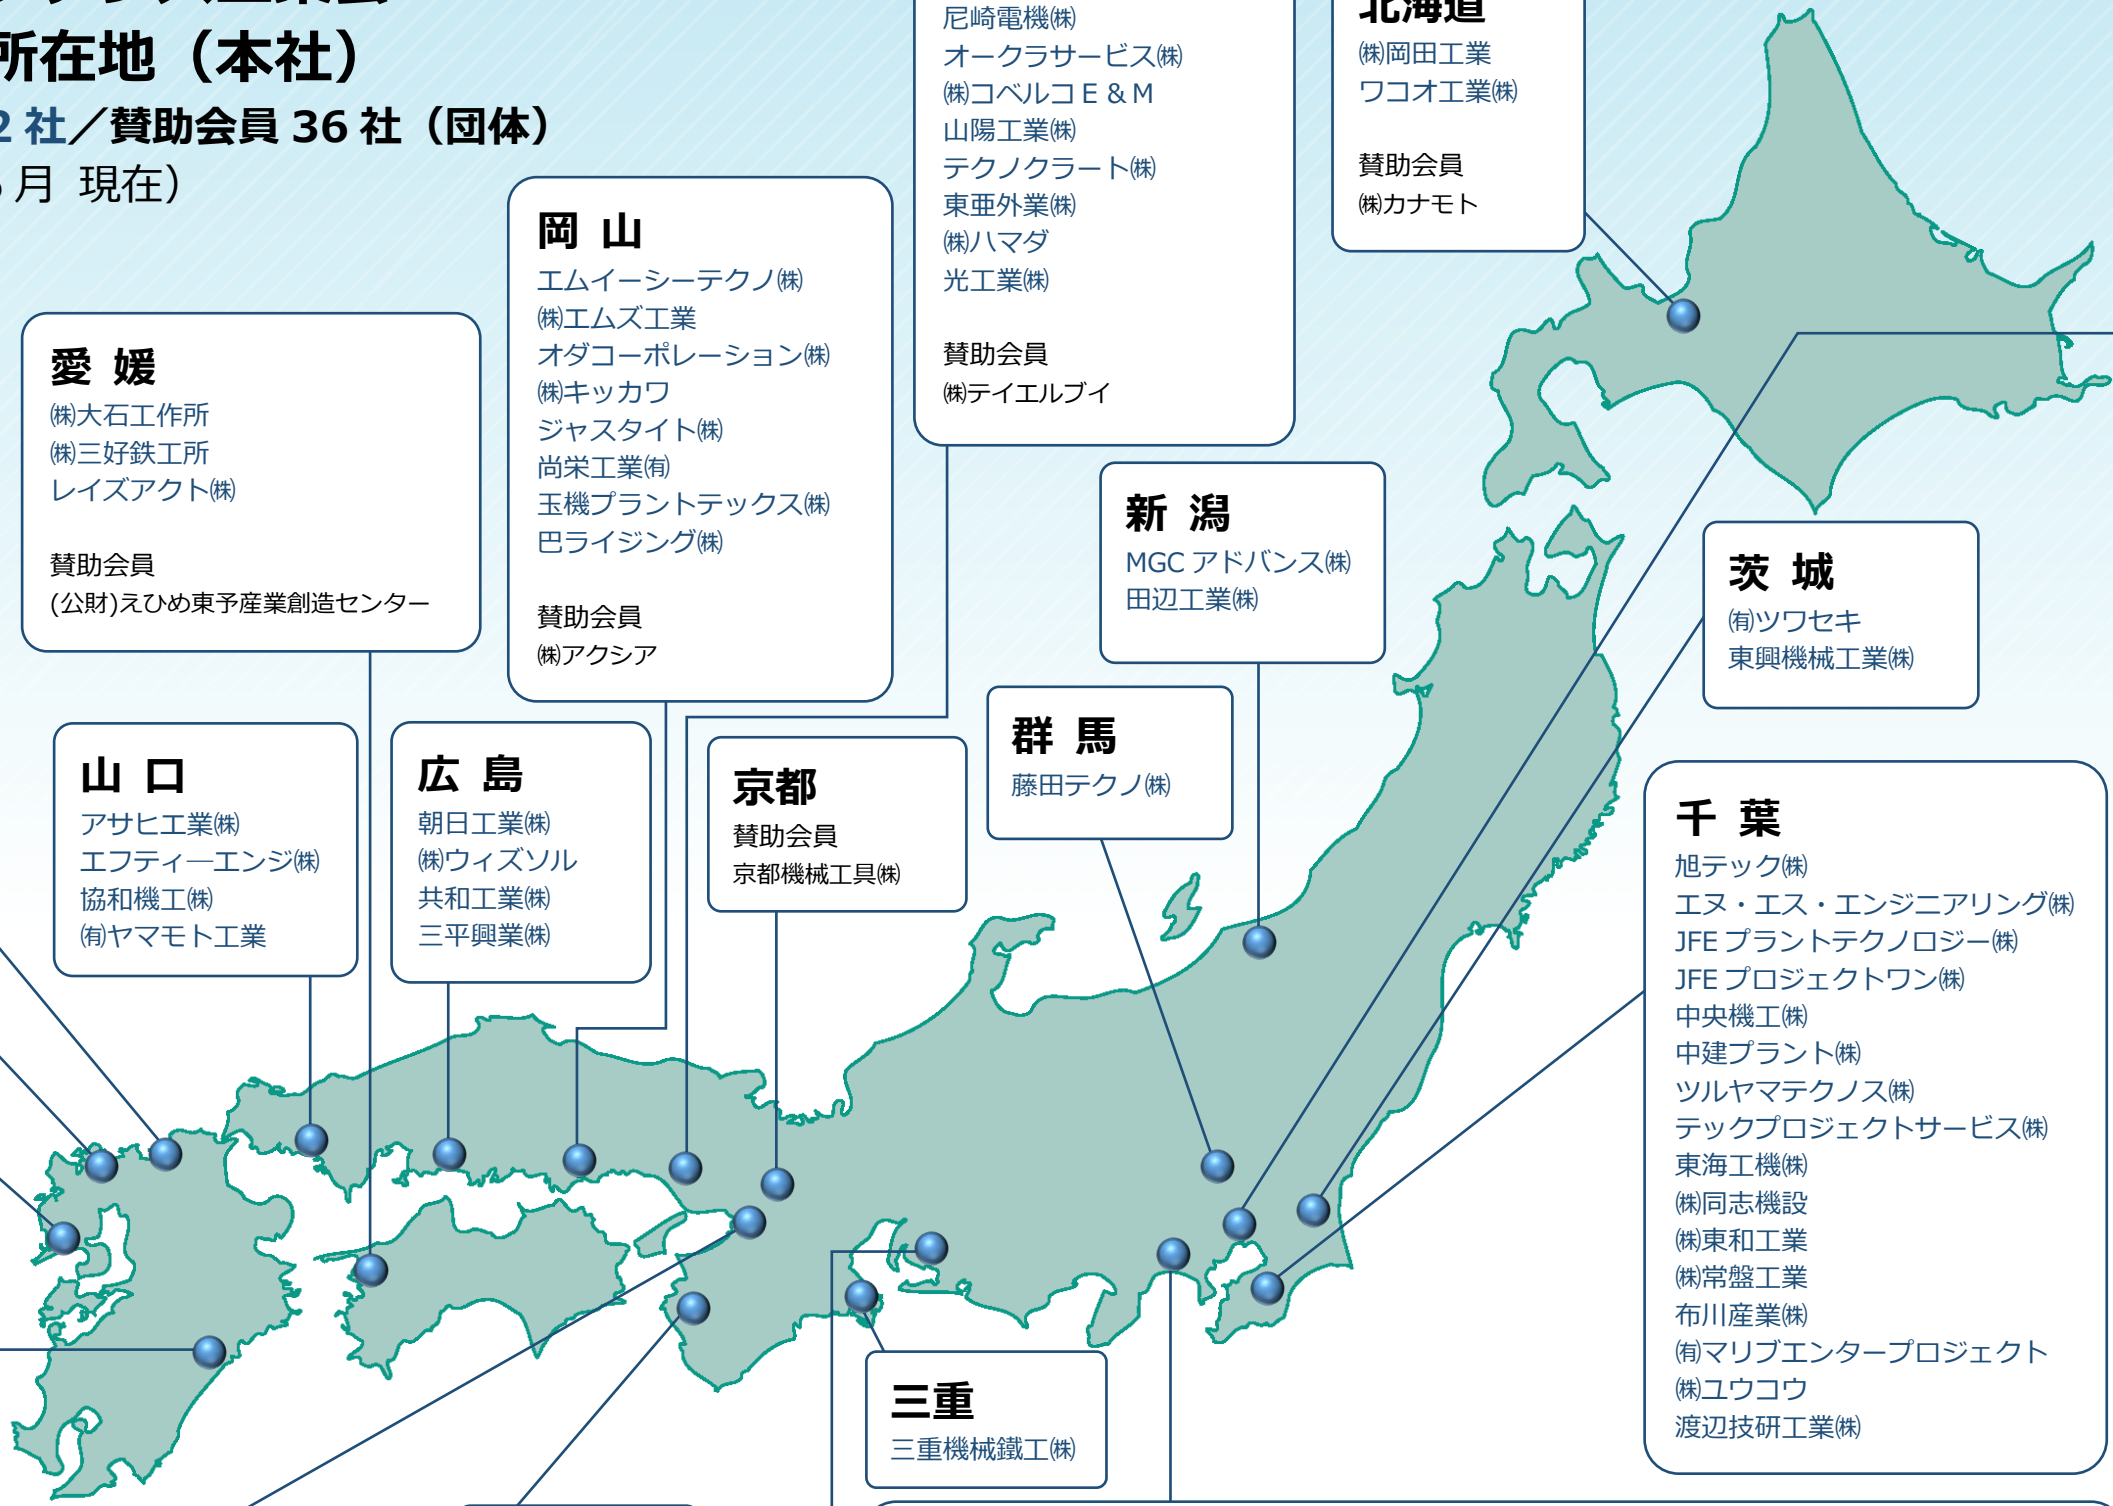 所在地（本社）
2 社／賛助会員 36 社（団体）
月 現在）
尼崎電機㈱
オークラサービス㈱
㈱コベルコＥ＆Ｍ
山陽工業㈱
テクノクラート㈱
東亜外業㈱
㈱ハマダ
光工業㈱
賛助会員
㈱テイエルブイ
北海道
㈱岡田工業
ワコオ工業㈱
賛助会員
㈱カナモト
岡 山
エムイーシーテクノ㈱
㈱エムズ工業
オダコーポレーション㈱
㈱キッカワ
ジャスタイト㈱
尚栄工業㈲
玉機プラントテックス㈱
巴ライジング㈱
賛助会員
㈱アクシア
愛 媛
㈱大石工作所
㈱三好鉄工所
レイズアクト㈱
賛助会員
(公財)えひめ東予産業創造センター
新 潟
MGC アドバンス㈱
田辺工業㈱
茨 城
㈲ツワセキ
東興機械工業㈱
山 口
アサヒ工業㈱
エフティ―エンジ㈱
協和機工㈱
㈲ヤマモト工業
広 島
朝日工業㈱
㈱ウィズソル
共和工業㈱
三平興業㈱
京都
賛助会員
京都機械工具㈱
群 馬
藤田テクノ㈱
千 葉
旭テック㈱
エヌ・エス・エンジニアリング㈱
JFE プラントテクノロジー㈱
JFE プロジェクトワン㈱
中央機工㈱
中建プラント㈱
ツルヤマテクノス㈱
テックプロジェクトサービス㈱
東海工機㈱
㈱同志機設
㈱東和工業
㈱常盤工業
布川産業㈱
㈲マリブエンタープロジェクト
㈱ユウコウ
渡辺技研工業㈱
三重
三重機械鐵工㈱